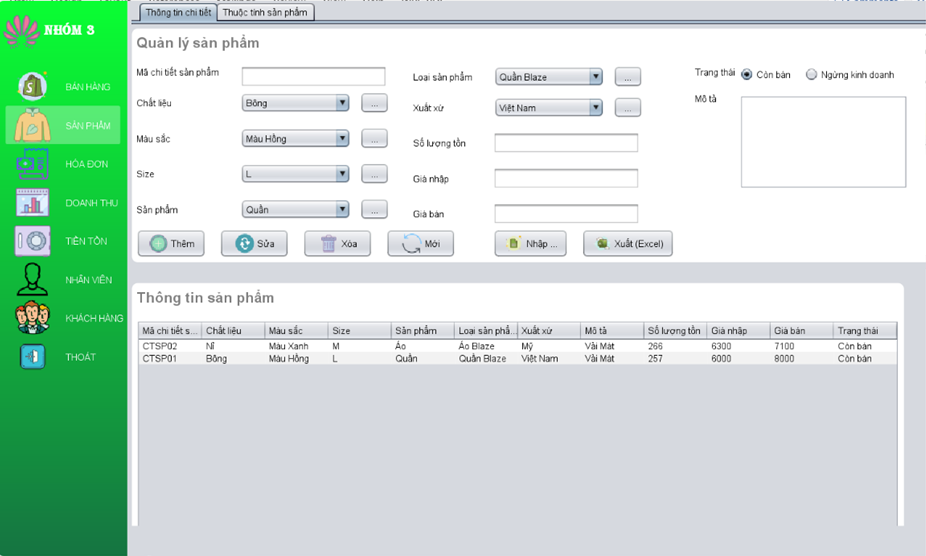 Thông tin chi tiết Thuộc tính sản phẩm
NHÓM 3
BÁN HÀNG
SẢN PHẨM
HÓA ĐƠN
DOANH THU
TIỀN TỒN
NHÂN VIÊN
KHÁCH HÀNG
THOÁT
Quản lý sản phẩm
Mã chi tiết sản phẩm
Chất liệu Bông ...
Màu sắc Màu Hồng ...
Size L ...
Sản phẩm Quần ...
Loại sản phẩm Quần Blaze ...
Xuất xứ Việt Nam ...
Số lượng tồn
Giá nhập
Giá bán
Trạng thái Còn bán Ngừng kinh doanh
Mô tả
Thêm Sửa Xóa Mới Nhập ... Xuất (Excel)
Thông tin sản phẩm
Mã chi tiết s... Chất liệu Màu sắc Size Sản phẩm Loại sản phẩ... Xuất xứ Mô tả Số lượng tồn Giá nhập Giá bán Trạng thái
CTSP02 Nĩ Màu Xanh M Áo Áo Blaze Mỹ Vải Mát 266 6300 7100 Còn bán
CTSP01 Bông Màu Hồng L Quần Quần Blaze Việt Nam Vải Mát 257 6000 8000 Còn bán